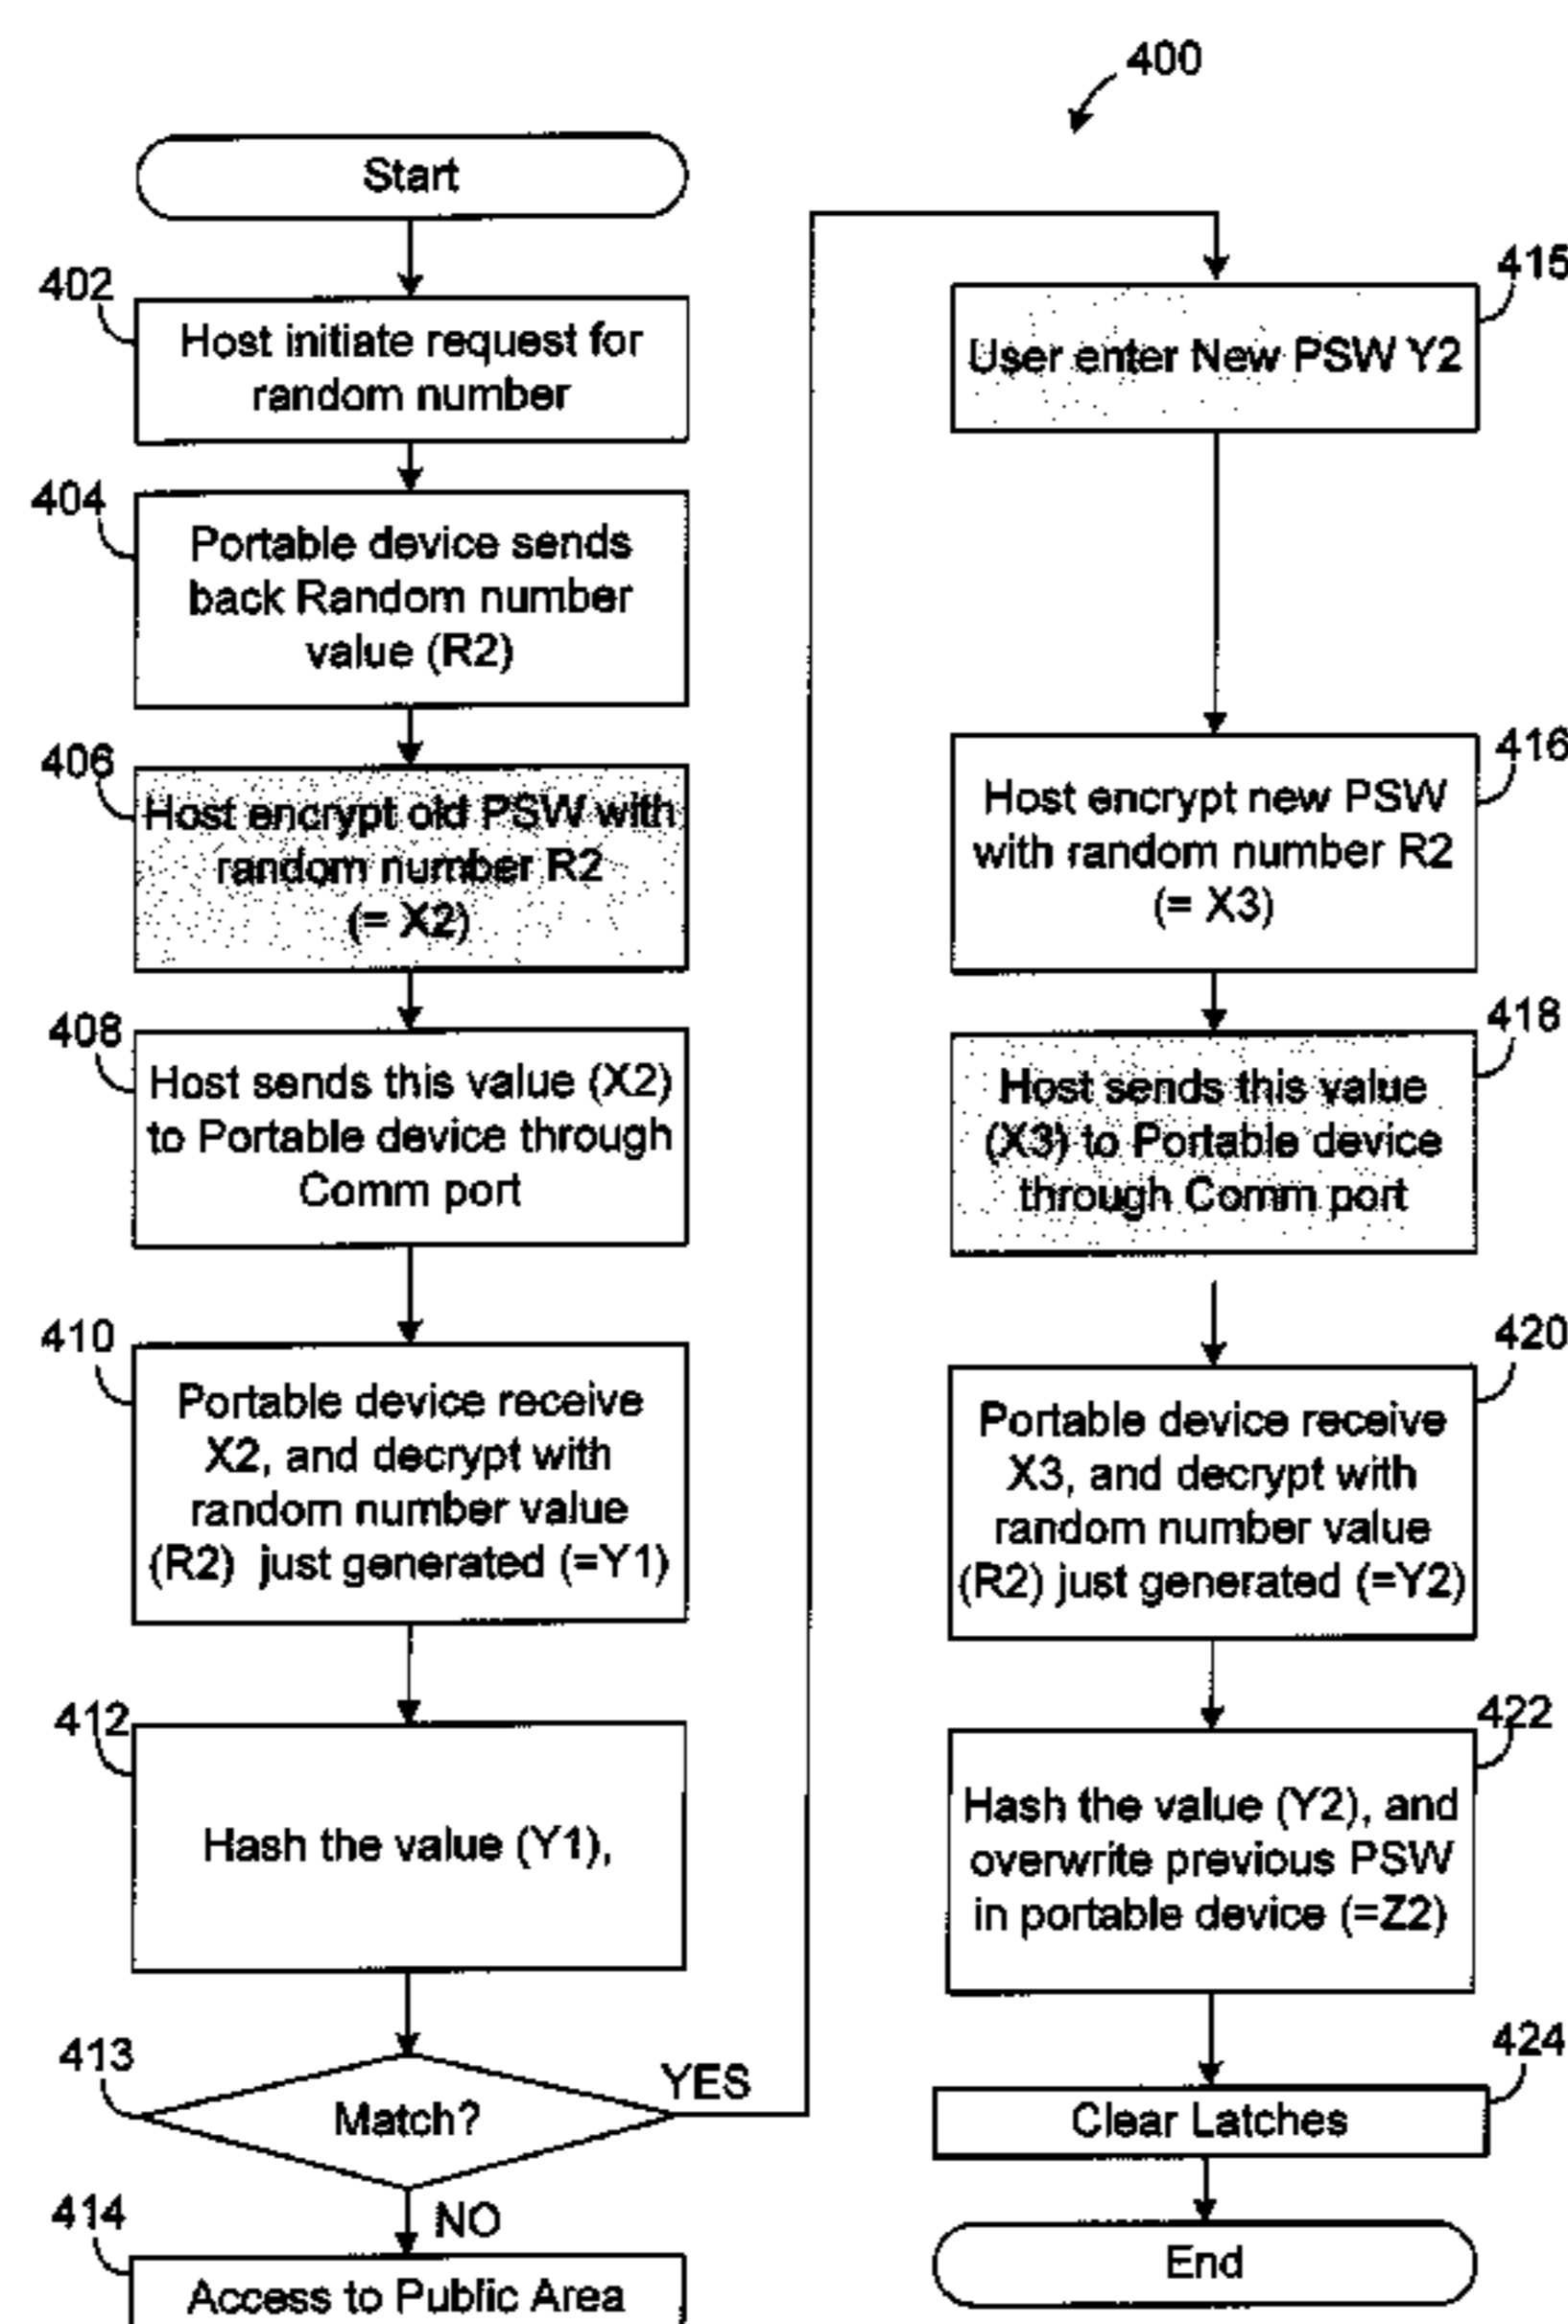 400
Start
402
Host initiate request for
random number
404
Portable device sends
back Random number
value (R2)
406
Host encrypt old PSW with
random number R2
(= X2)
408
Host sends this value (X2)
to Portable device through
Comm port
410
Portable device receive
X2, and decrypt with
random number value
(R2) just generated (=Y1)
412
Hash the value (Y1),
413
Match?
YES
NO
414
Access to Public Area
415
User enter New PSW Y2
416
Host encrypt new PSW
with random number R2
(= X3)
418
Host sends this value
(X3) to Portable device
through Comm port
420
Portable device receive
X3, and decrypt with
random number value
(R2) just generated (=Y2)
422
Hash the value (Y2), and
overwrite previous PSW
in portable device (=Z2)
424
Clear Latches
End